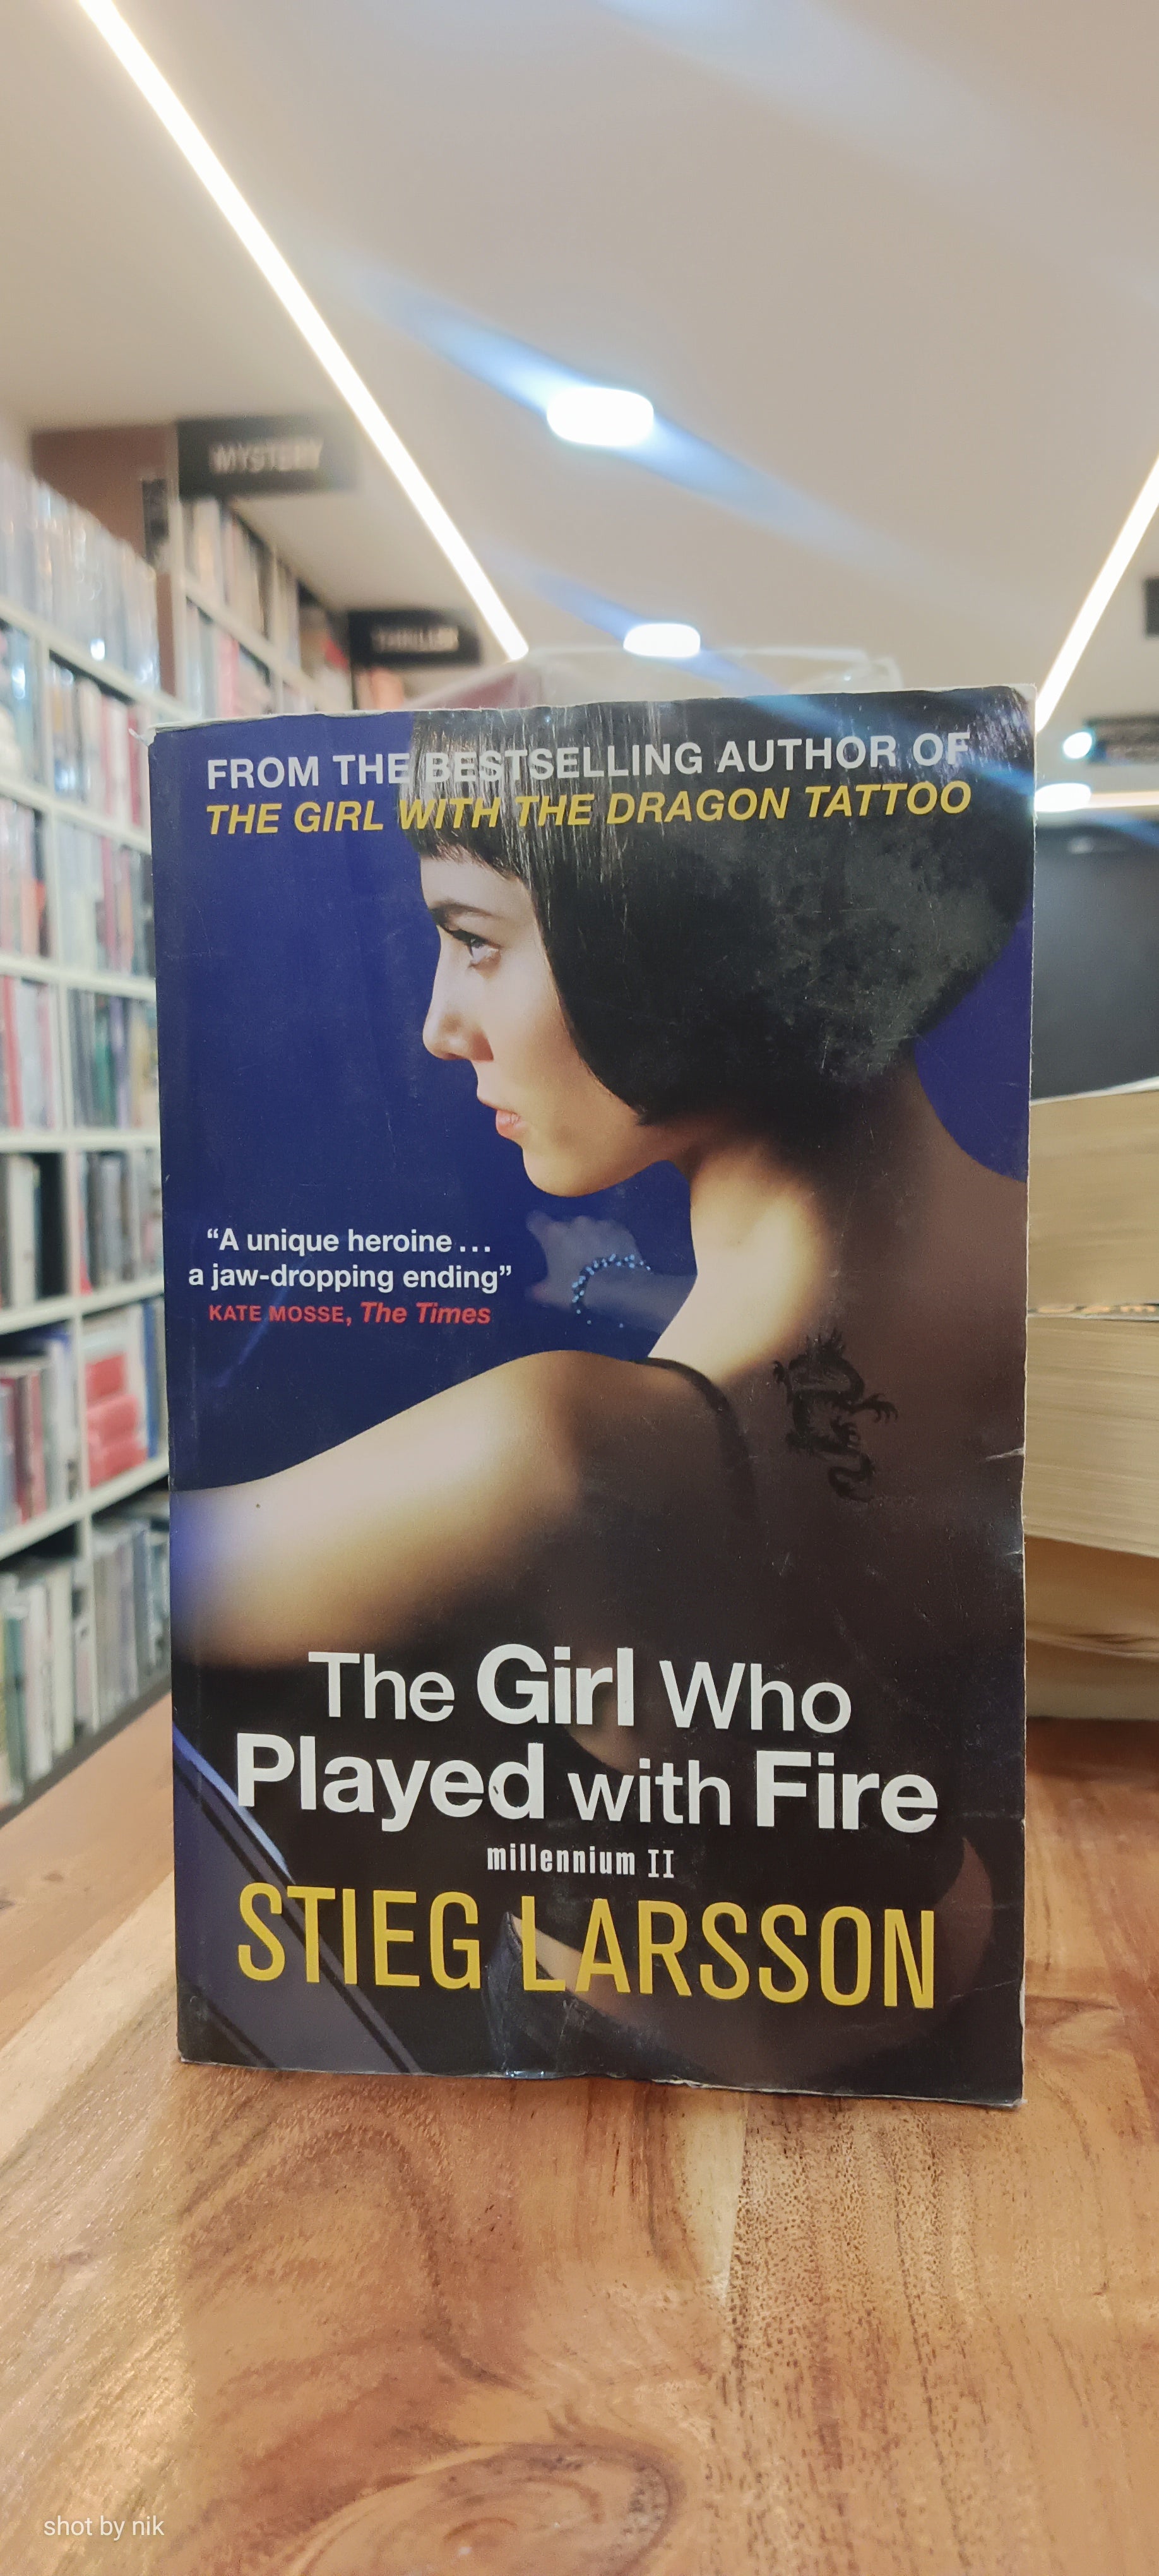 MYSTERY
THRILLER
FROM THE BESTSELLING AUTHOR OF
THE GIRL WITH THE DRAGON TATTOO
“A unique heroine...
a jaw-dropping ending”
KATE MOSSE, The Times
The Girl Who
Played with Fire
millennium II
STIEG LARSSON
shot by nik